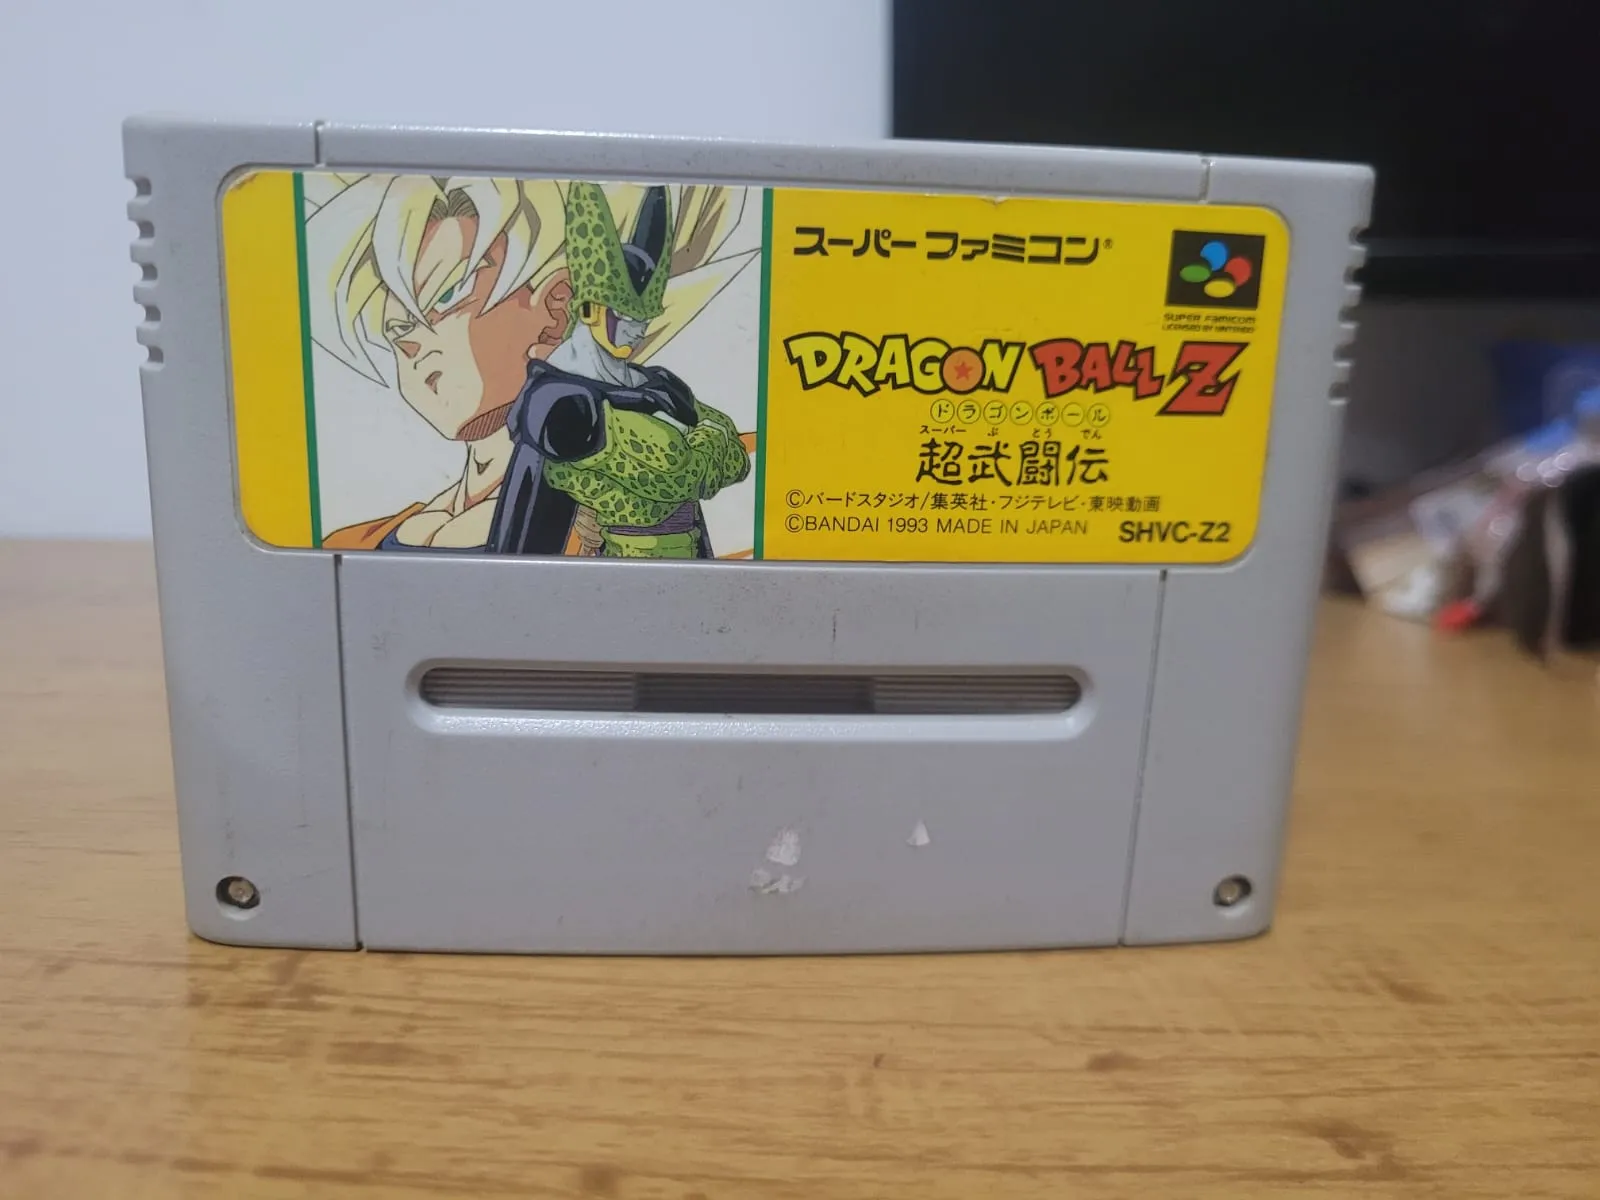 スーパーファミコン®
SUPER FAMICOM
LICENSED BY NINTENDO
DRAGON BALL Z
ドラゴンボール
スーパー ぶ とう でん
超武闘伝
©バードスタジオ/集英社・フジテレビ・東映動画
©BANDAI 1993 MADE IN JAPAN SHVC-Z2